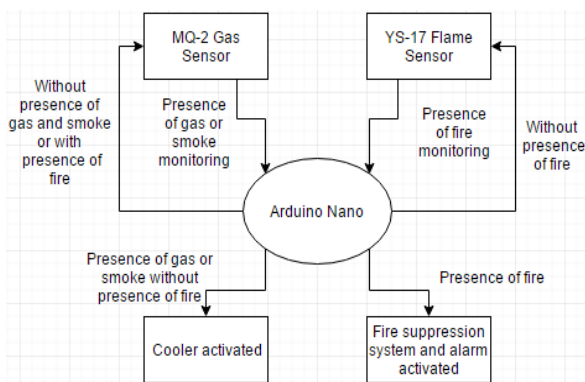 MQ-2 Gas
Sensor
YS-17 Flame
Sensor
Without
presence of
gas and smoke
or with
presence of
fire
Presence
of gas or
smoke
monitoring
Presence
of fire
monitoring
Without
presence
of fire
Arduino Nano
Presence of gas or
smoke without
presence of fire
Presence of fire
Cooler activated
Fire suppression
system and alarm
activated